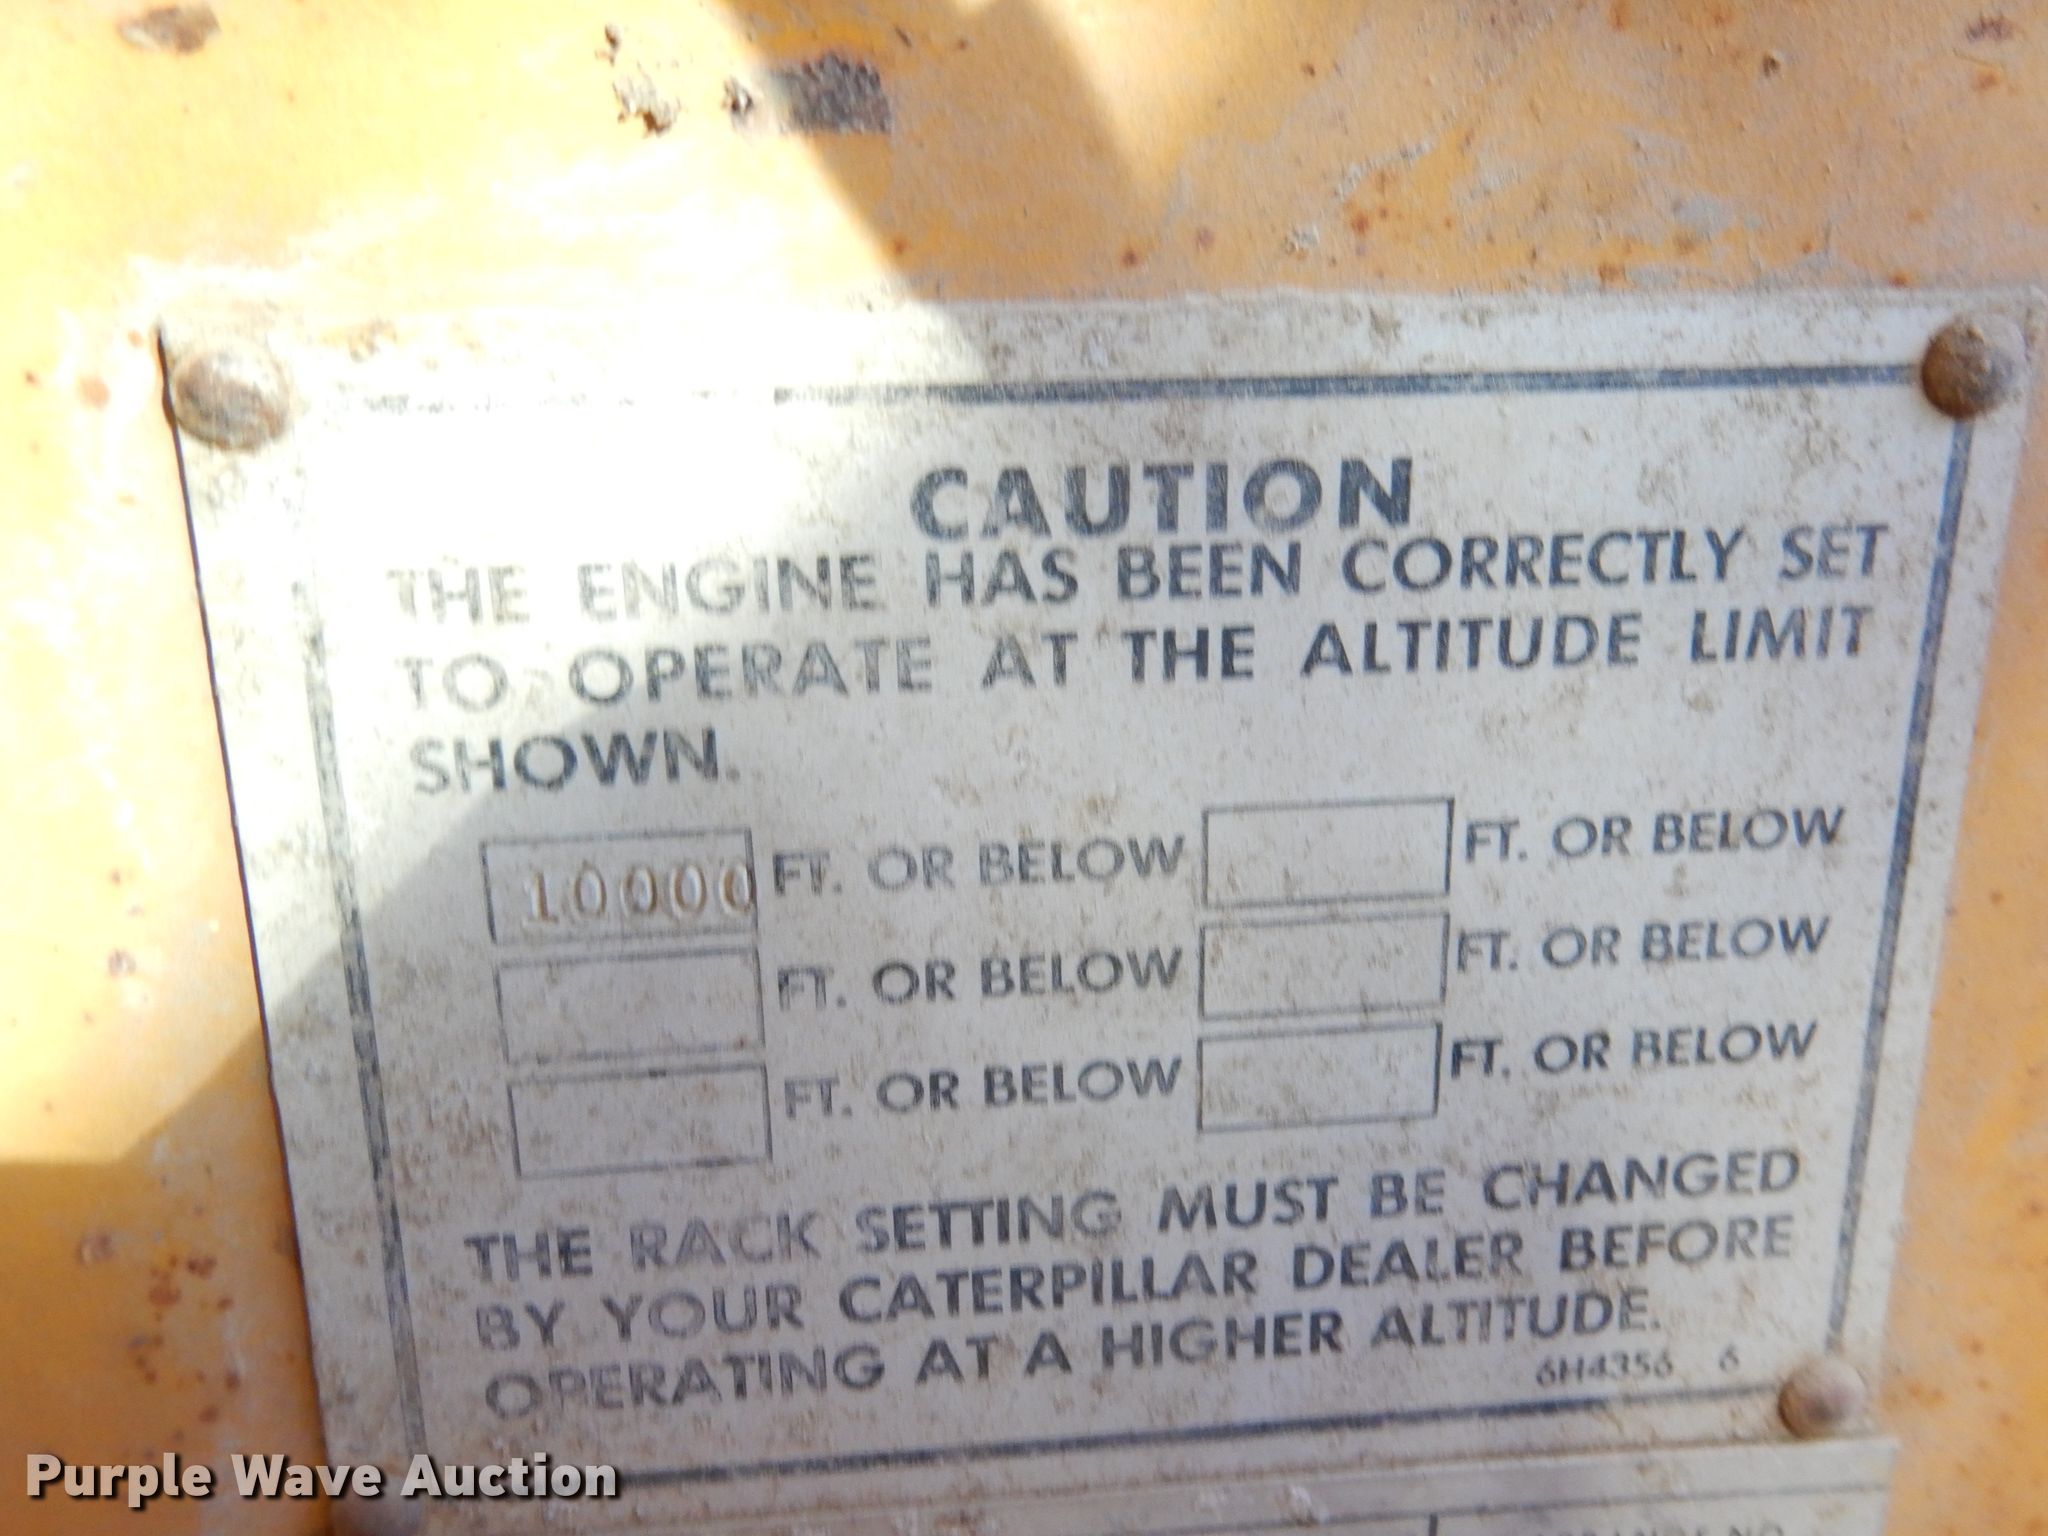 CAUTION
THE ENGINE HAS BEEN CORRECTLY SET
TO OPERATE AT THE ALTITUDE LIMIT
SHOWN.
10000 FT. OR BELOW FT. OR BELOW
FT. OR BELOW FT. OR BELOW
FT. OR BELOW FT. OR BELOW
THE RACK SETTING MUST BE CHANGED
BY YOUR CATERPILLAR DEALER BEFORE
OPERATING AT A HIGHER ALTITUDE.
6H4356 6
Purple Wave Auction